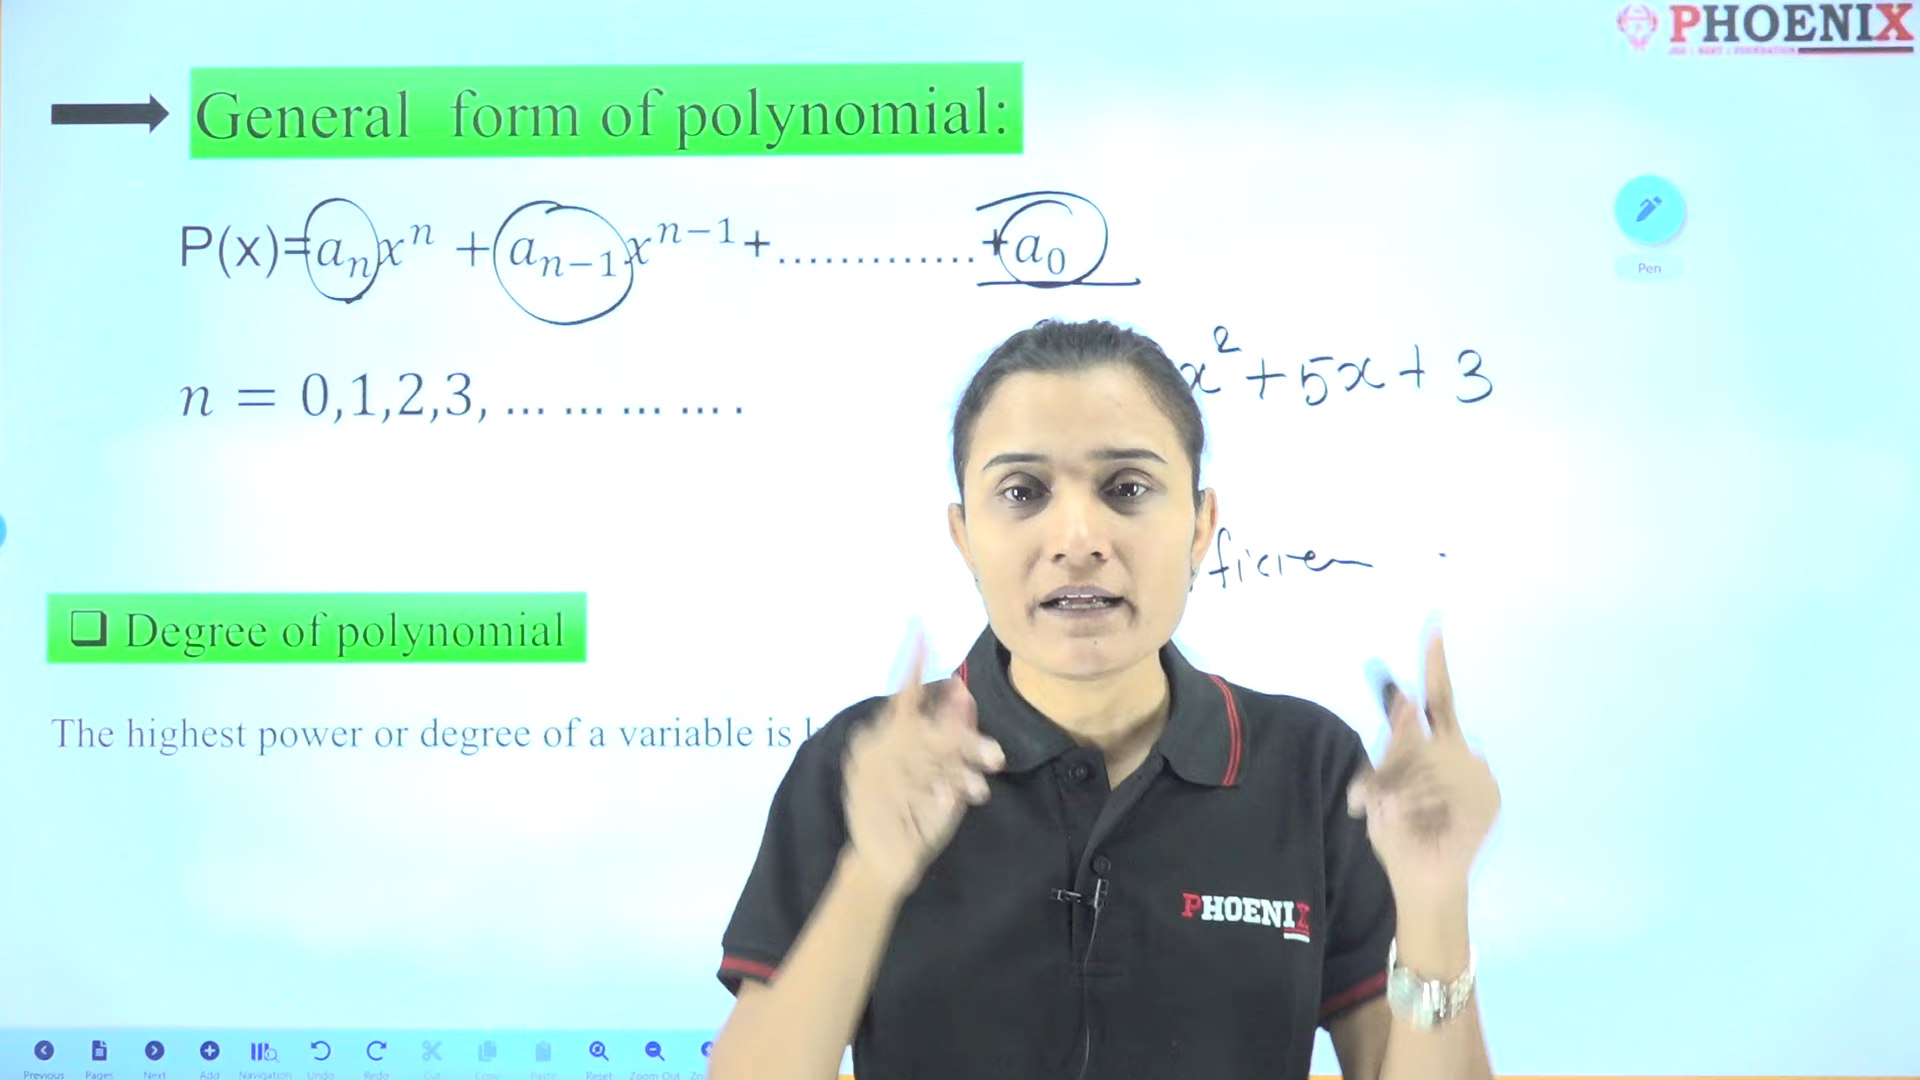 PHOENIX
General form of polynomial:
P(x)=aₙxⁿ + aₙ₋₁xⁿ⁻¹+.............+a₀
Pen
x² + 5x + 3
n = 0,1,2,3, ... ... ... ... .
ficien
Degree of polynomial
The highest power or degree of a variable is
PHOENIX
Previous Pages Next Add Navigation Undo Redo Cut Copy Paste Reset Zoom Out